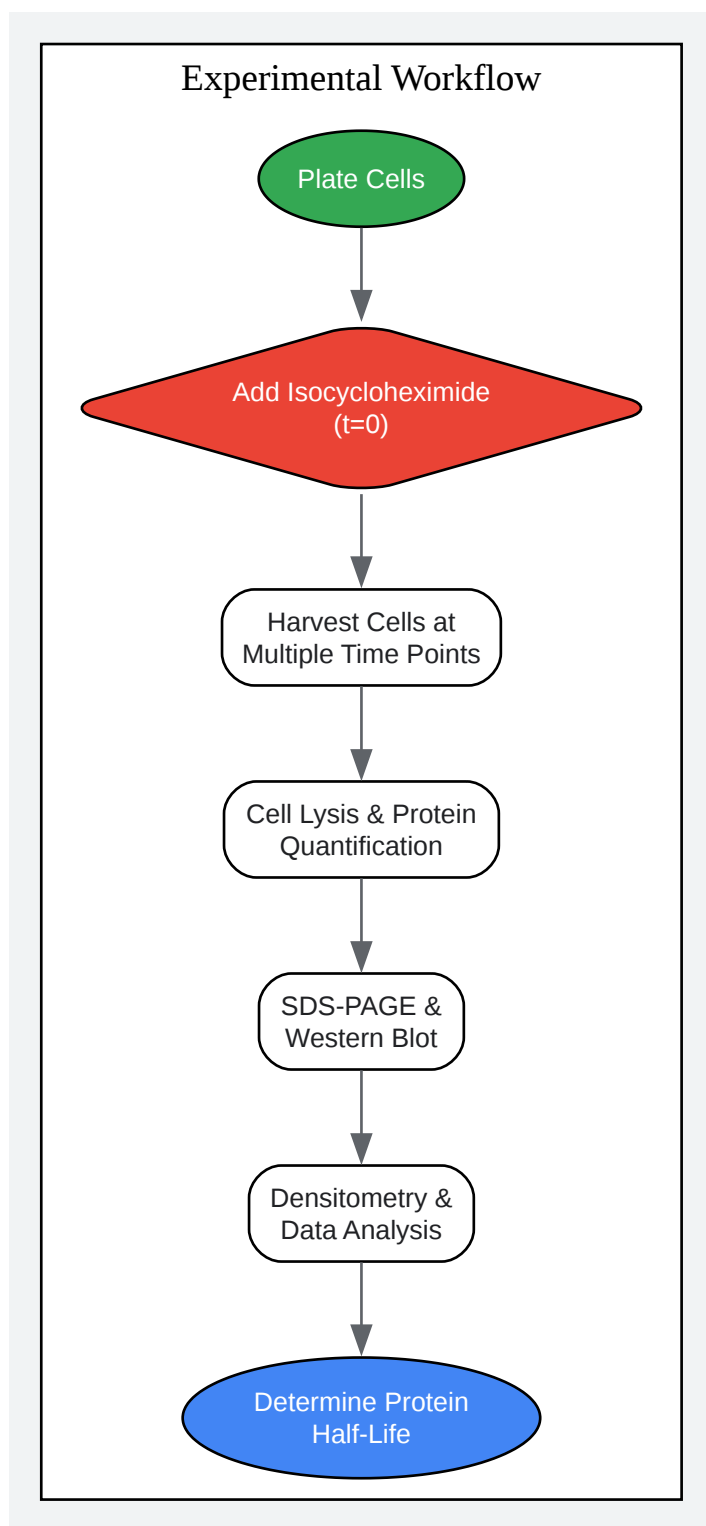 Experimental Workflow
Plate Cells
Add Isocycloheximide
(t=0)
Harvest Cells at
Multiple Time Points
Cell Lysis & Protein
Quantification
SDS-PAGE &
Western Blot
Densitometry &
Data Analysis
Determine Protein
Half-Life